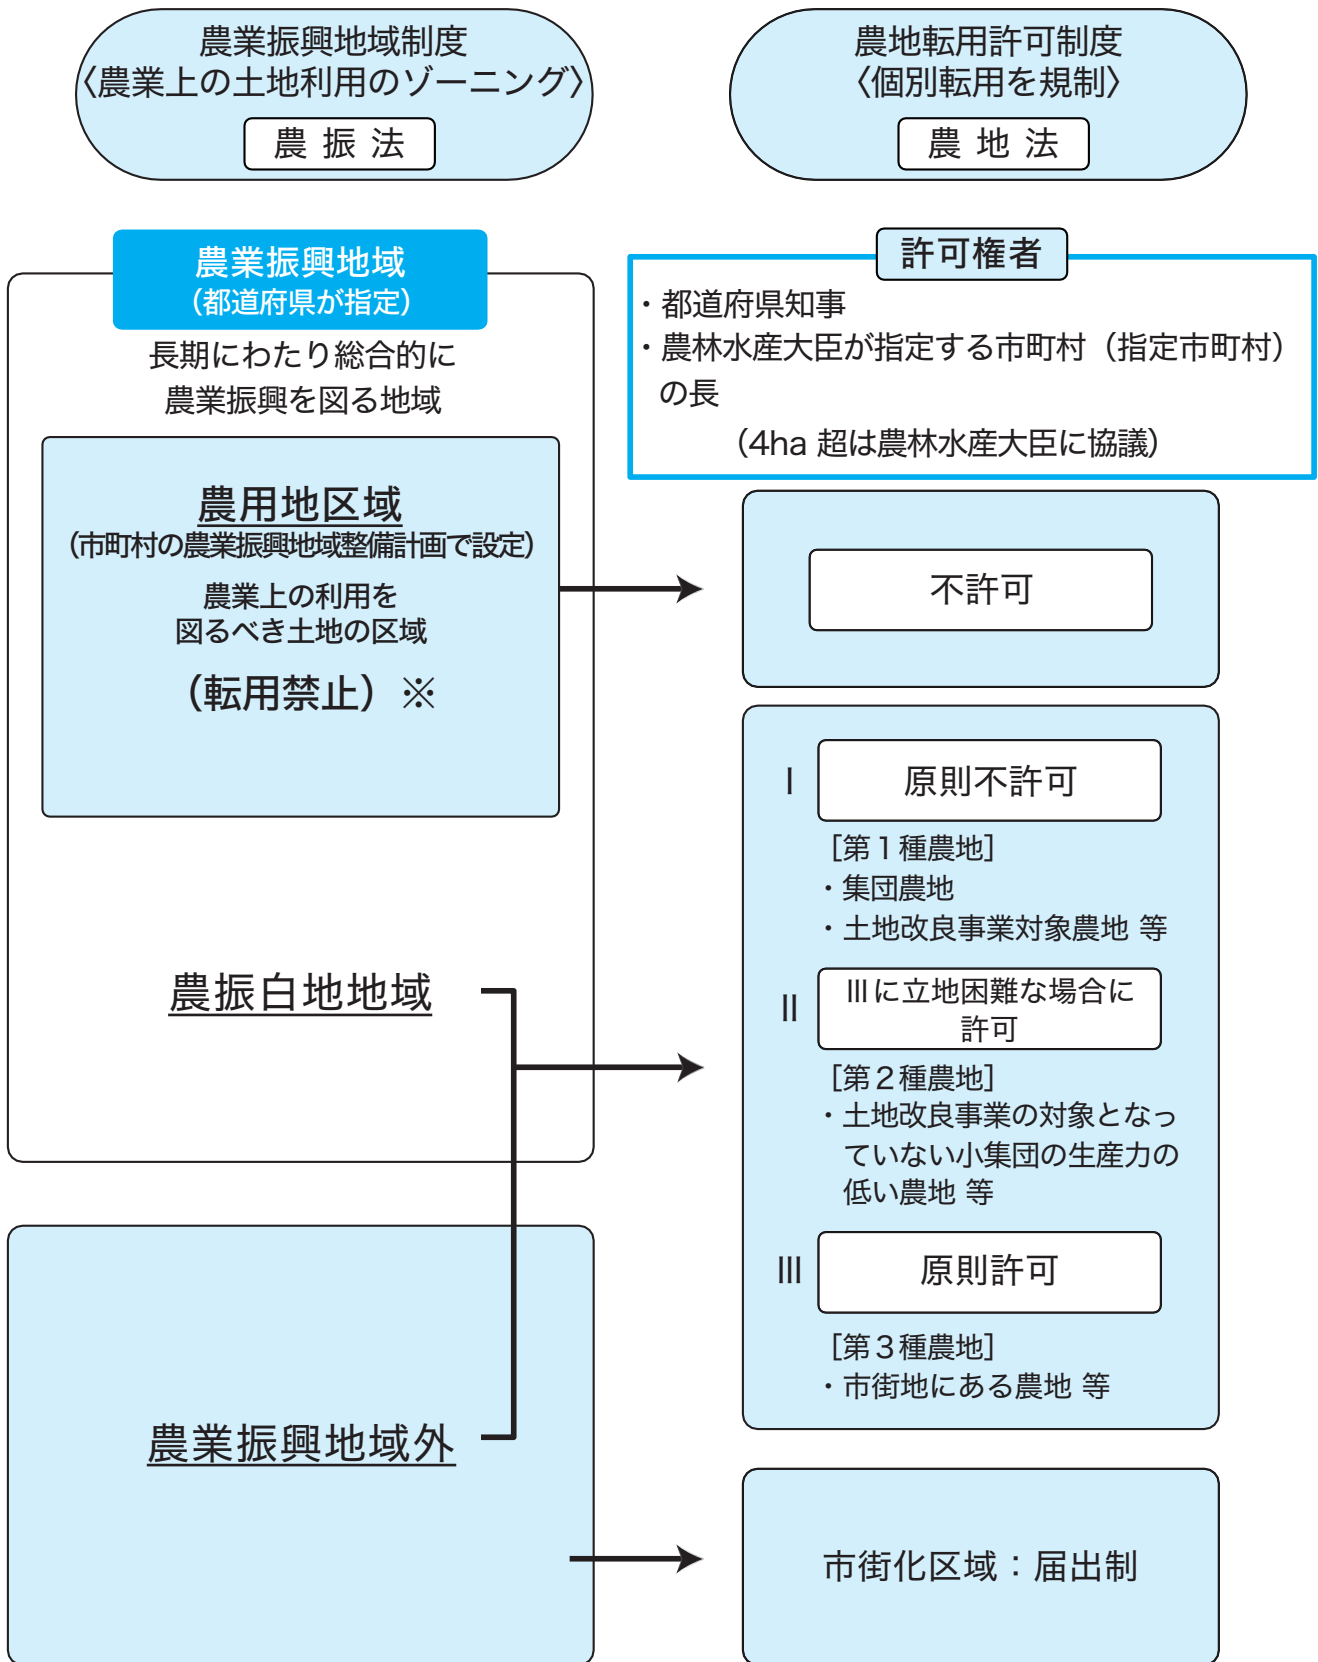 農業振興地域制度
〈農業上の土地利用のゾーニング〉
農振法
農業振興地域
（都道府県が指定）
長期にわたり総合的に
農業振興を図る地域
農用地区域
（市町村の農業振興地域整備計画で設定）
農業上の利用を
図るべき土地の区域
（転用禁止）※
農振白地地域
農業振興地域外
農地転用許可制度
〈個別転用を規制〉
農地法
許可権者
・都道府県知事
・農林水産大臣が指定する市町村（指定市町村）
の長
（4ha 超は農林水産大臣に協議）
不許可
Ⅰ 原則不許可
［第１種農地］
・集団農地
・土地改良事業対象農地 等
Ⅱ Ⅲに立地困難な場合に
許可
［第２種農地］
・土地改良事業の対象となっ
ていない小集団の生産力の
低い農地 等
Ⅲ 原則許可
［第３種農地］
・市街地にある農地 等
市街化区域：届出制